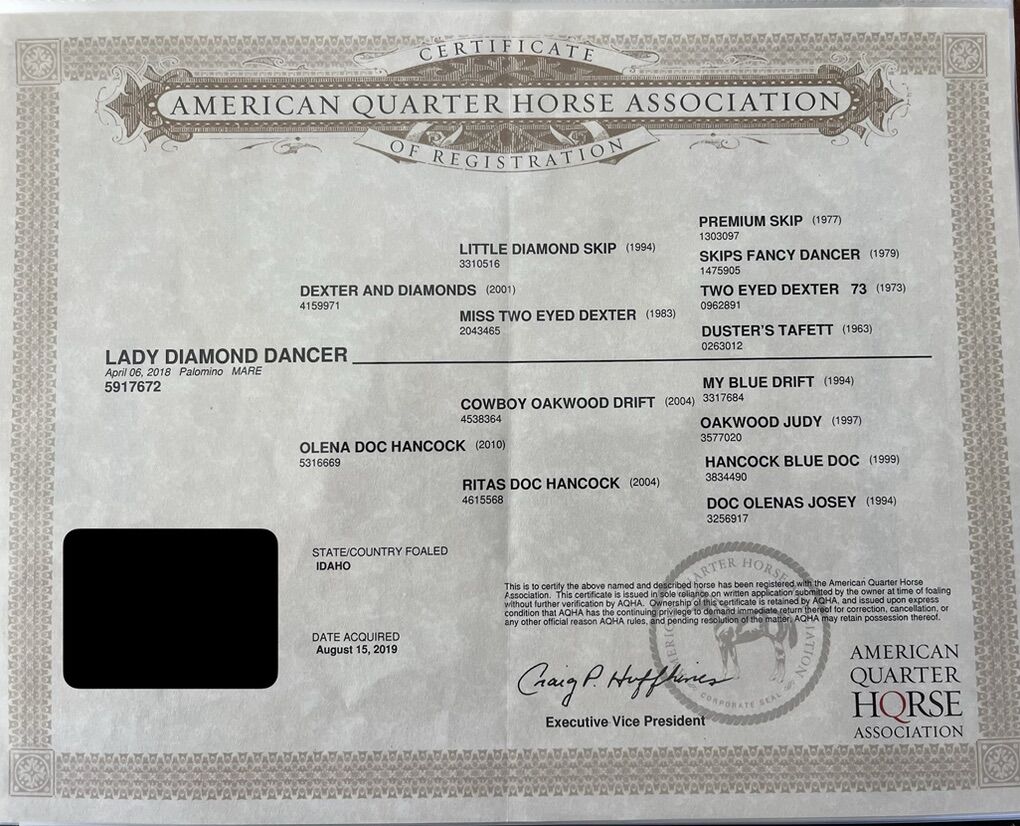 CERTIFICATE
AMERICAN QUARTER HORSE ASSOCIATION
OF REGISTRATION
PREMIUM SKIP (1977)
1303097
LITTLE DIAMOND SKIP (1994)
3310516
SKIPS FANCY DANCER (1979)
1475905
DEXTER AND DIAMONDS (2001)
4159971
TWO EYED DEXTER 73 (1973)
0962891
MISS TWO EYED DEXTER (1983)
2043465
DUSTER'S TAFETT (1963)
0263012
LADY DIAMOND DANCER
April 06, 2018 Palomino MARE
5917672
MY BLUE DRIFT (1994)
3317684
COWBOY OAKWOOD DRIFT (2004)
4538364
OAKWOOD JUDY (1997)
3577020
OLENA DOC HANCOCK (2010)
5316669
HANCOCK BLUE DOC (1999)
3834490
RITAS DOC HANCOCK (2004)
4615568
DOC OLENAS JOSEY (1994)
3256917
STATE/COUNTRY FOALED
IDAHO
DATE ACQUIRED
August 15, 2019
This is to certify the above named and described horse has been registered with the American Quarter Horse
Association. This certificate is issued in sole reliance on written application submitted by the owner at time of foaling
without further verification by AQHA. Ownership of this certificate is retained by AQHA, and issued upon express
condition that AQHA has the continuing privilege to demand immediate return thereof for correction, cancellation, or
any other official reason AQHA rules, and pending resolution of the matter, AQHA may retain possession thereof.
Craig P. Huffhines
Executive Vice President
CORPORATE SEAL
AMERICAN
QUARTER
HORSE
ASSOCIATION